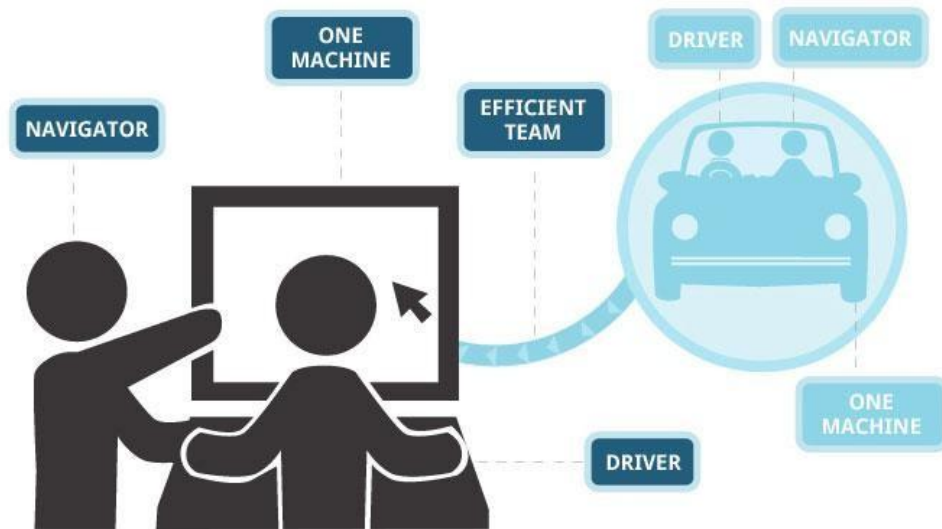 ONE
MACHINE
DRIVER
NAVIGATOR
NAVIGATOR
EFFICIENT
TEAM
ONE
MACHINE
DRIVER